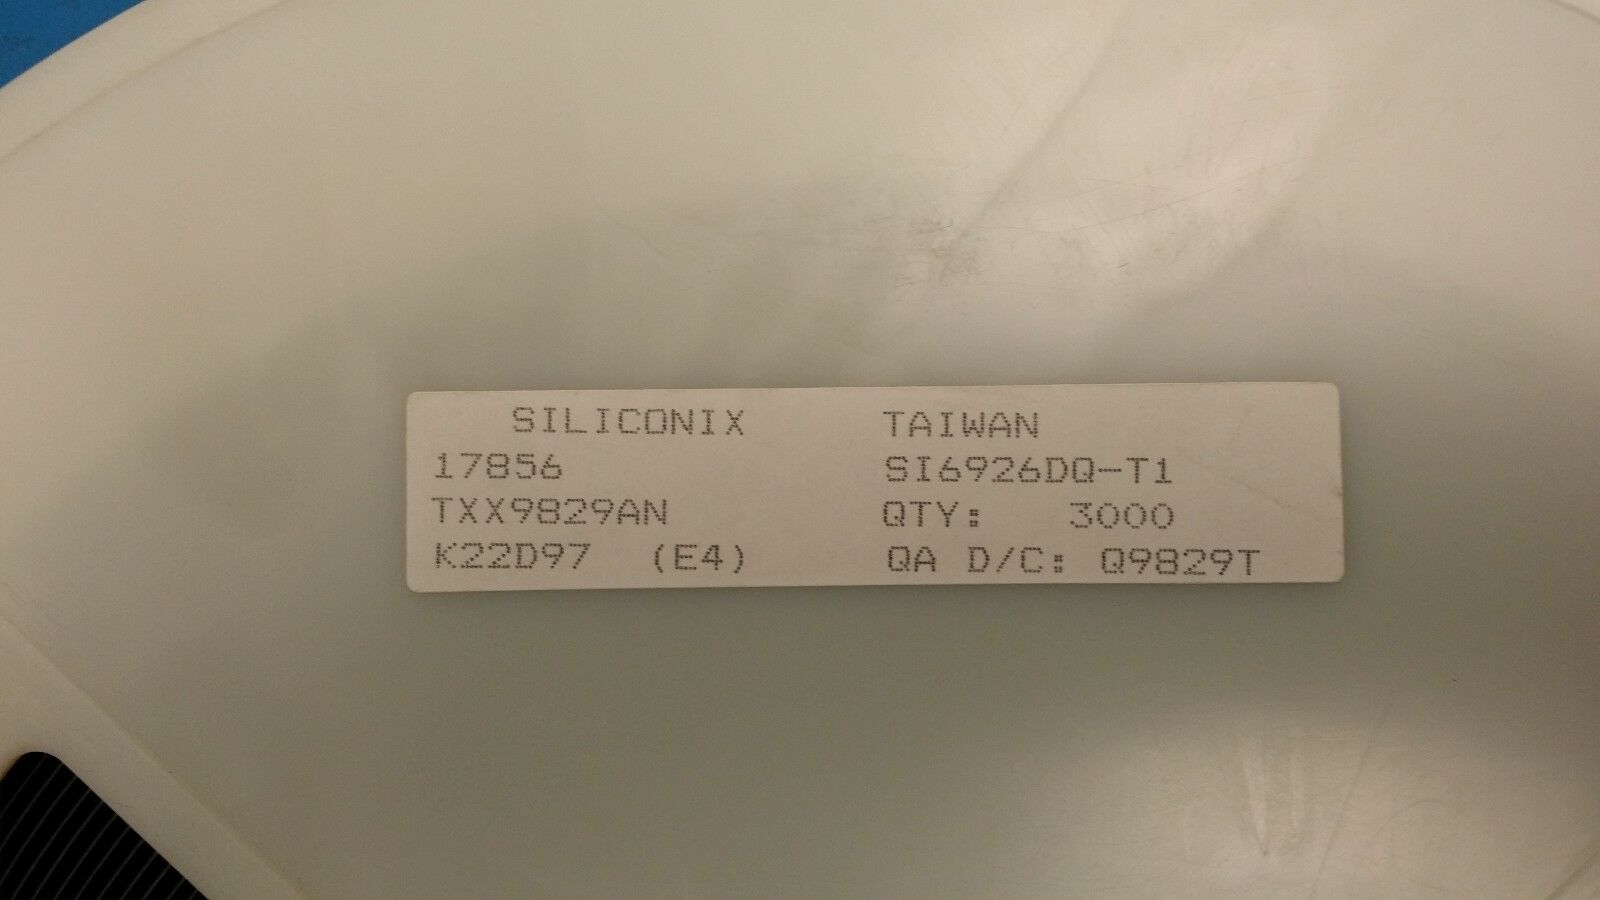 SILICONIX TAIWAN
17856 SI6926DQ-T1
TXX9829AN QTY: 3000
K22D97 (E4) QA D/C: Q9829T